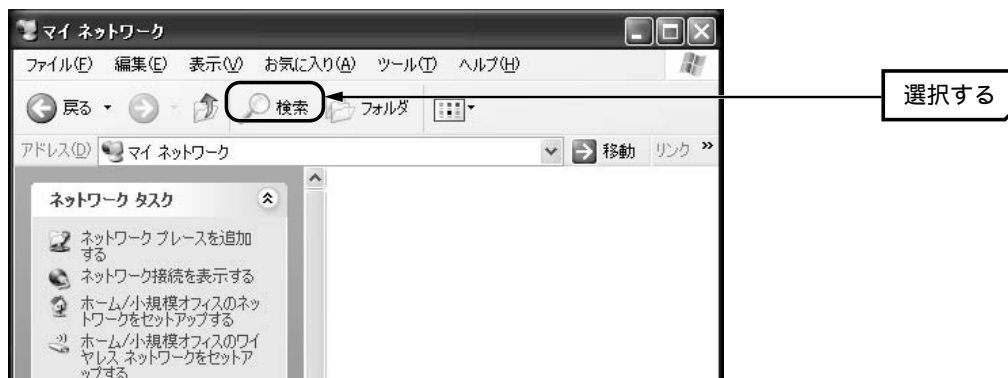 マイ ネットワーク
ファイル(F) 編集(E) 表示(V) お気に入り(A) ツール(T) ヘルプ(H)
戻る 検索 フォルダ
選択する
アドレス(D) マイ ネットワーク 移動 リンク »
ネットワーク タスク
ネットワーク プレースを追加
する
ネットワーク接続を表示する
ホーム/小規模オフィスのネッ
トワークをセットアップする
ホーム/小規模オフィスのワイ
ヤレス ネットワークをセットア
ップする